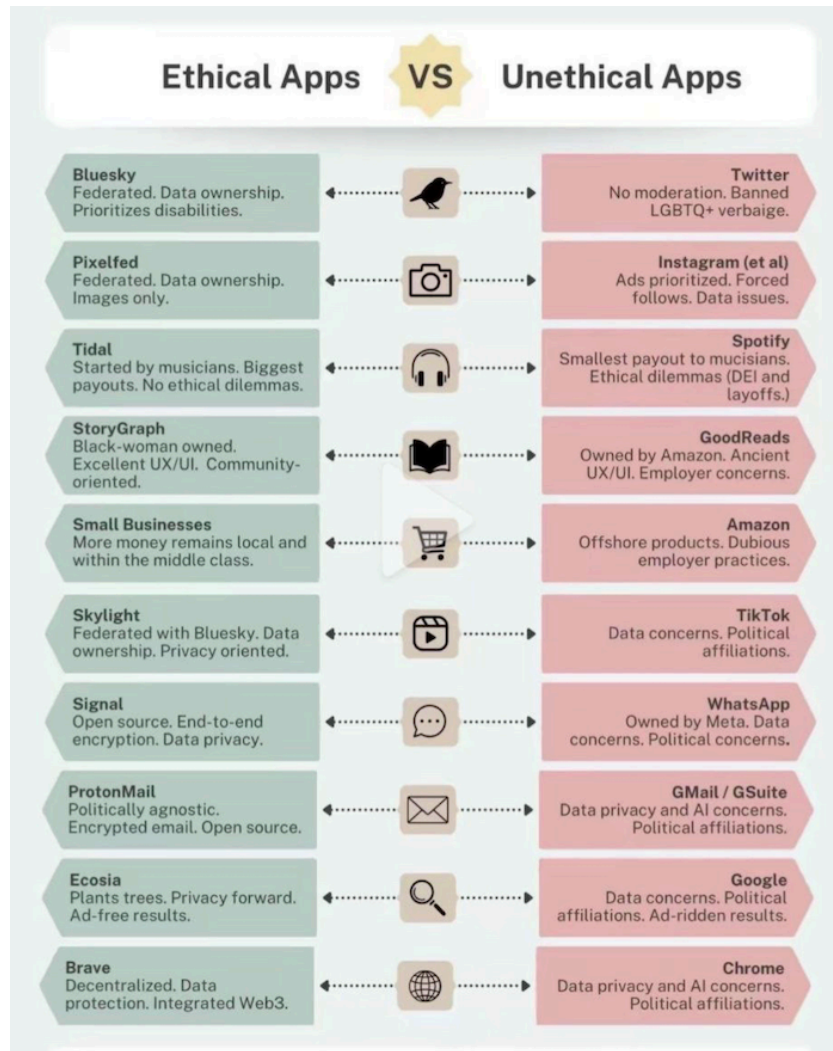 Ethical Apps VS Unethical Apps
Bluesky
Federated. Data ownership.
Prioritizes disabilities.
Twitter
No moderation. Banned
LGBTQ+ verbaige.
Pixelfed
Federated. Data ownership.
Images only.
Instagram (et al)
Ads prioritized. Forced
follows. Data issues.
Tidal
Started by musicians. Biggest
payouts. No ethical dilemmas.
Spotify
Smallest payout to mucisians.
Ethical dilemmas (DEI and
layoffs.)
StoryGraph
Black-woman owned.
Excellent UX/UI. Community-
oriented.
GoodReads
Owned by Amazon. Ancient
UX/UI. Employer concerns.
Small Businesses
More money remains local and
within the middle class.
Amazon
Offshore products. Dubious
employer practices.
Skylight
Federated with Bluesky. Data
ownership. Privacy oriented.
TikTok
Data concerns. Political
affiliations.
Signal
Open source. End-to-end
encryption. Data privacy.
WhatsApp
Owned by Meta. Data
concerns. Political concerns.
ProtonMail
Politically agnostic.
Encrypted email. Open source.
GMail / GSuite
Data privacy and AI concerns.
Political affiliations.
Ecosia
Plants trees. Privacy forward.
Ad-free results.
Google
Data concerns. Political
affiliations. Ad-ridden results.
Brave
Decentralized. Data
protection. Integrated Web3.
Chrome
Data privacy and AI concerns.
Political affiliations.